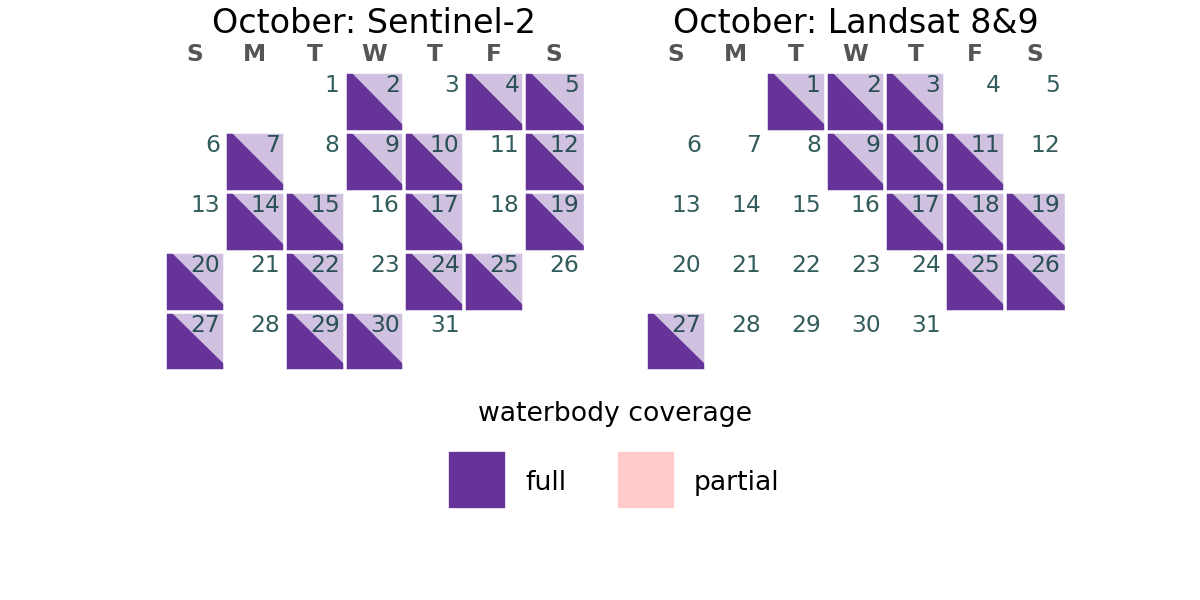 October: Sentinel-2
S M T W T F S
1 2 3 4 5
6 7 8 9 10 11 12
13 14 15 16 17 18 19
20 21 22 23 24 25 26
27 28 29 30 31
October: Landsat 8&9
S M T W T F S
1 2 3 4 5
6 7 8 9 10 11 12
13 14 15 16 17 18 19
20 21 22 23 24 25 26
27 28 29 30 31
waterbody coverage
full partial